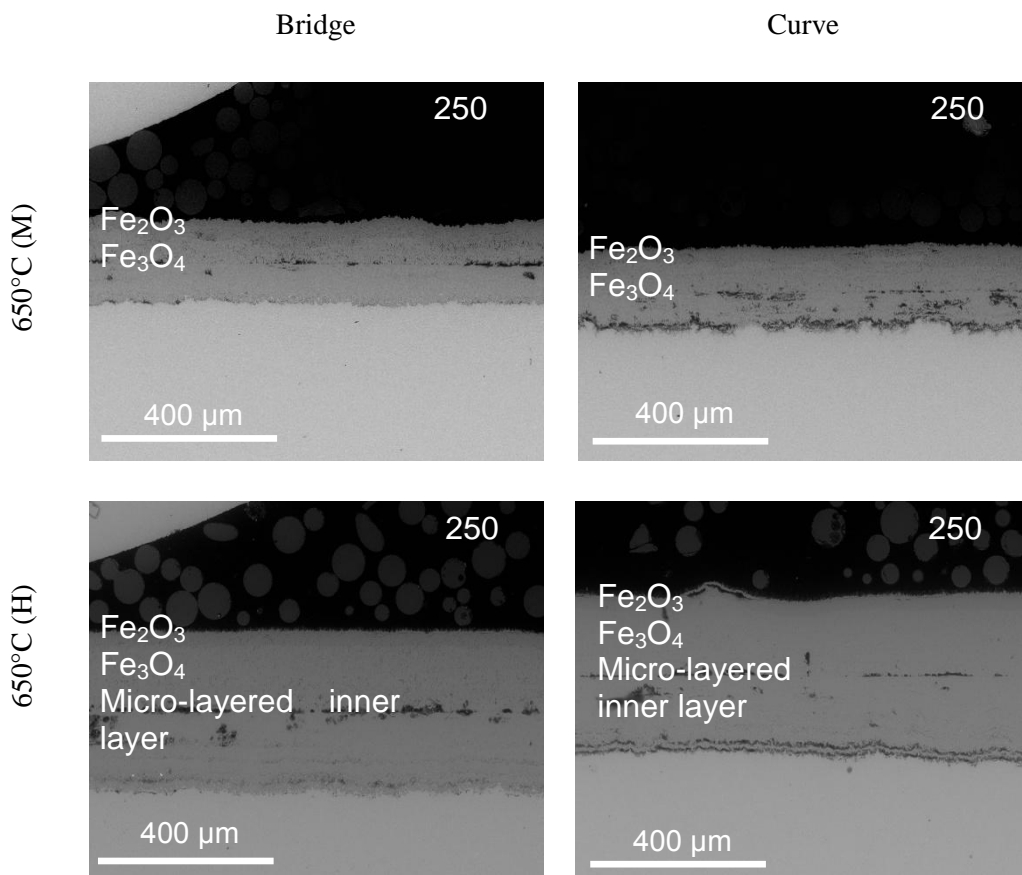 Bridge
Curve
650°C (M)
250
Fe₂O₃
Fe₃O₄
400 µm
250
Fe₂O₃
Fe₃O₄
400 µm
650°C (H)
250
Fe₂O₃
Fe₃O₄
Micro-layered inner
layer
400 µm
250
Fe₂O₃
Fe₃O₄
Micro-layered
inner layer
400 µm